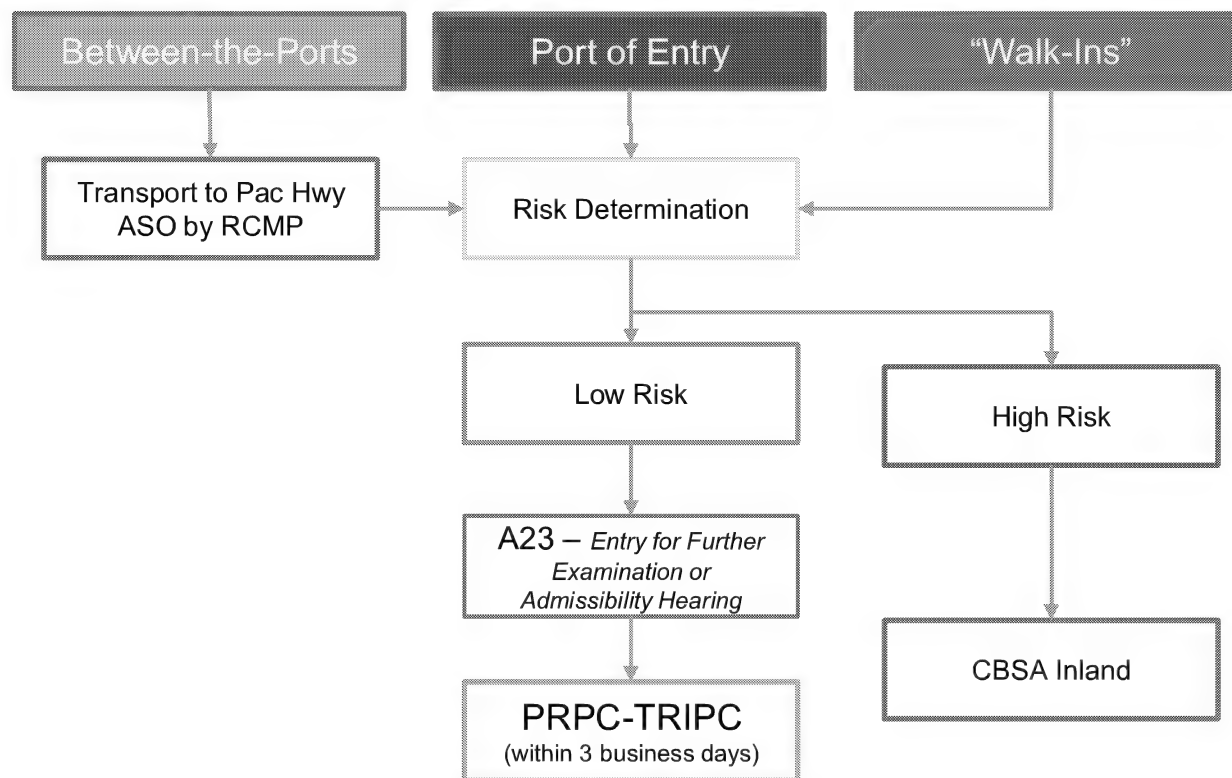 Between-the-Ports
Port of Entry
“Walk-Ins”
Transport to Pac Hwy
ASO by RCMP
Risk Determination
Low Risk
High Risk
A23 – Entry for Further
Examination or
Admissibility Hearing
CBSA Inland
PRPC-TRIPC
(within 3 business days)